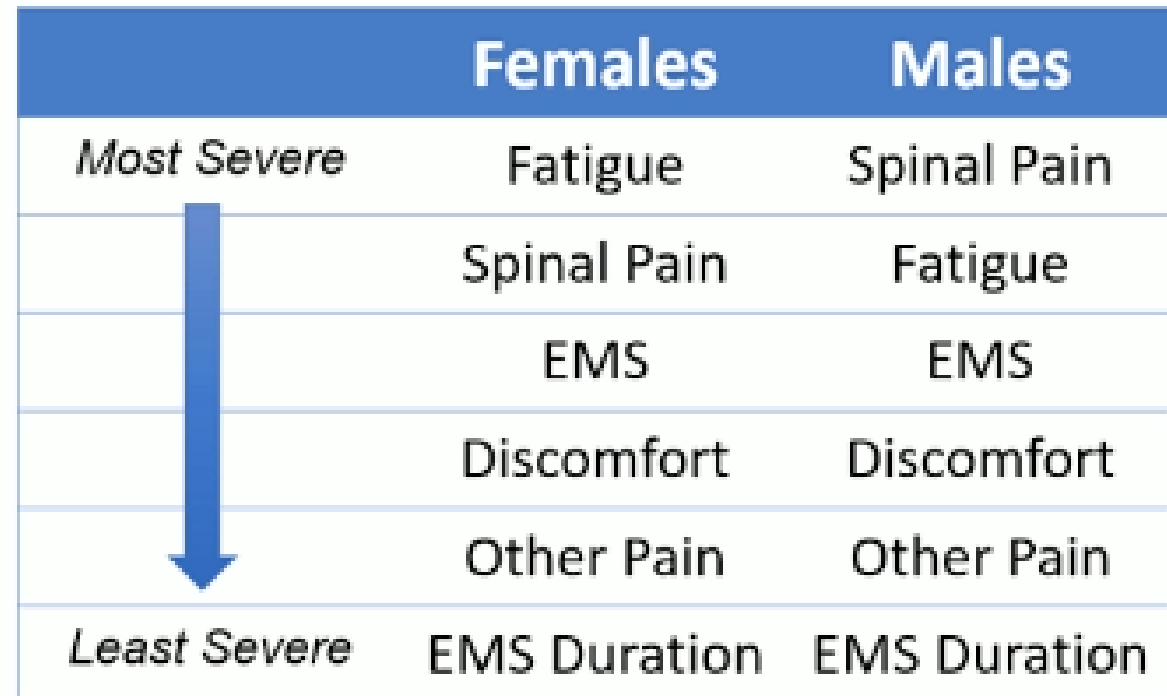 Females Males
Most Severe Fatigue Spinal Pain
Spinal Pain Fatigue
EMS EMS
Discomfort Discomfort
Other Pain Other Pain
Least Severe EMS Duration EMS Duration